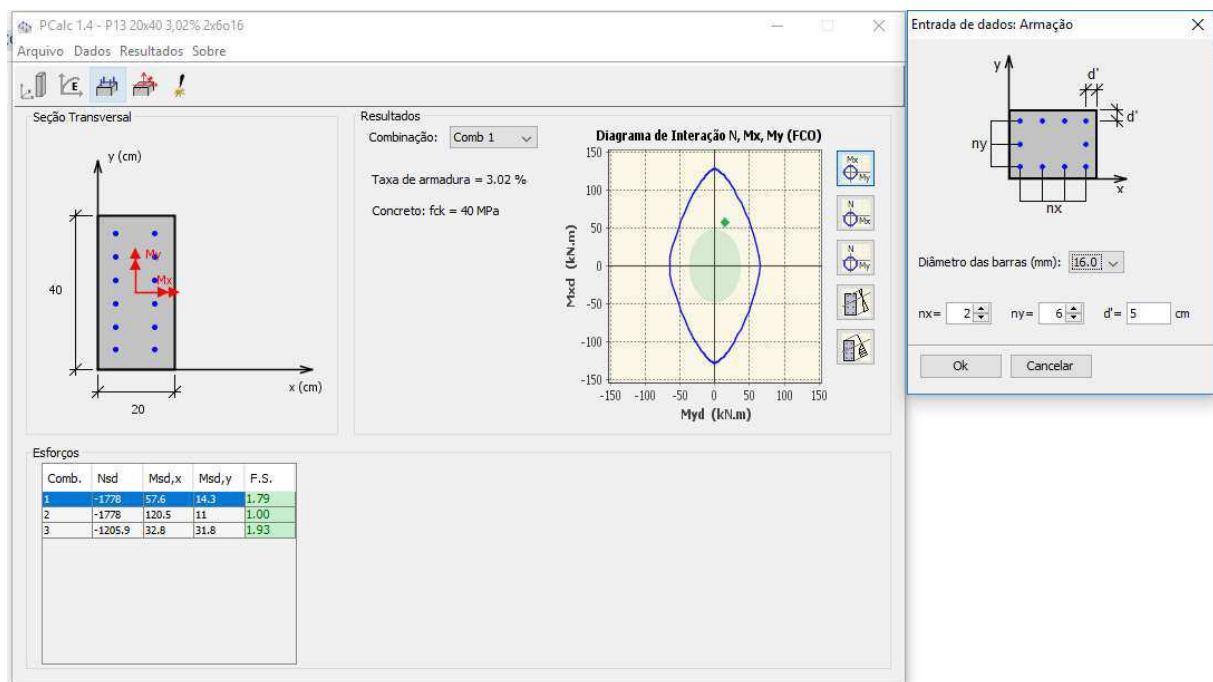 PCalc 1.4 - P13 20x40 3,02% 2x6o16
Arquivo Dados Resultados Sobre
Seção Transversal
y (cm)
My
Mx
40
20
x (cm)
Resultados
Combinação: Comb 1
Taxa de armadura = 3.02 %
Concreto: fck = 40 MPa
Diagrama de Interação N, Mx, My (FCO)
150
100
50
0
-50
-100
-150
Mxd (kN.m)
-150 -100 -50 0 50 100 150
Myd (kN.m)
Mx
My
N
Mx
N
My
Esforços
Comb. Nsd Msd,x Msd,y F.S.
1 -1778 57.6 14.3 1.79
2 -1778 120.5 11 1.00
3 -1205.9 32.8 31.8 1.93
Entrada de dados: Armação
y
d'
d'
ny
x
nx
Diâmetro das barras (mm): 16.0
nx= 2 ny= 6 d'= 5 cm
Ok Cancelar